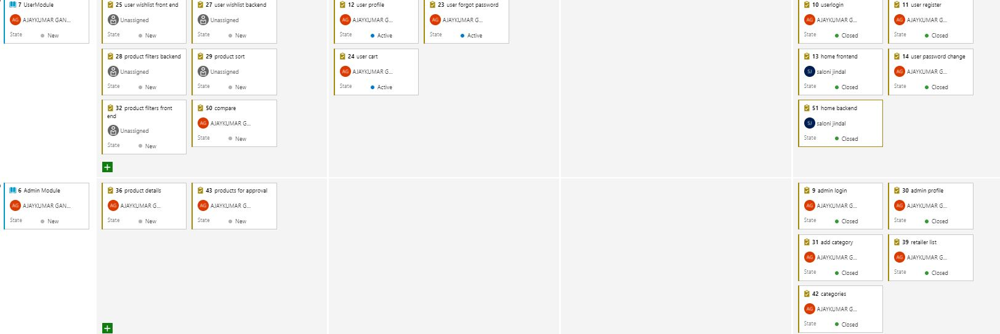 7 UserModule
AG AJAYKUMAR GAN...
State New
25 user wishlist front end
Unassigned
State New
27 user wishlist backend
Unassigned
State New
28 product filters backend
Unassigned
State New
29 product sort
Unassigned
State New
32 product filters front
end
Unassigned
State New
50 compare
AG AJAYKUMAR G...
State New
12 user profile
AG AJAYKUMAR G...
State Active
23 user forgot password
AG AJAYKUMAR G...
State Active
24 user cart
AG AJAYKUMAR G...
State Active
10 userlogin
AG AJAYKUMAR G...
State Closed
11 user register
AG AJAYKUMAR G...
State Closed
13 home frontend
SJ saloni jindal
State Closed
14 user password change
AG AJAYKUMAR G...
State Closed
51 home backend
SJ saloni jindal
State Closed
6 Admin Module
AG AJAYKUMAR GAN...
State New
36 product details
AG AJAYKUMAR G...
State New
43 products for approval
AG AJAYKUMAR G...
State New
9 admin login
AG AJAYKUMAR G...
State Closed
30 admin profile
AG AJAYKUMAR G...
State Closed
31 add category
AG AJAYKUMAR G...
State Closed
39 retailer list
AG AJAYKUMAR G...
State Closed
42 categories
AG AJAYKUMAR G...
State Closed